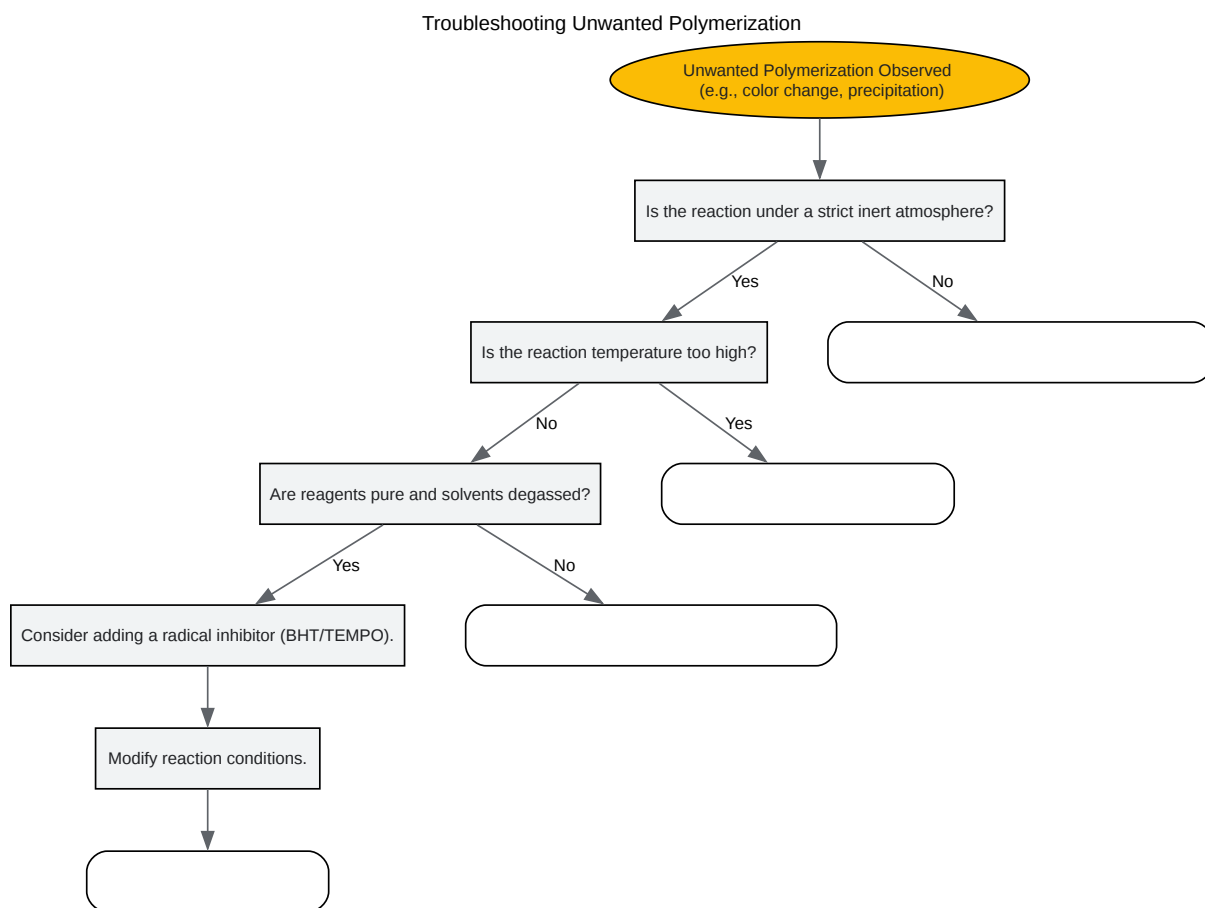 Troubleshooting Unwanted Polymerization
Unwanted Polymerization Observed
(e.g., color change, precipitation)
Is the reaction under a strict inert atmosphere?
Yes
No
Is the reaction temperature too high?
No
Yes
Are reagents pure and solvents degassed?
Yes
No
Consider adding a radical inhibitor (BHT/TEMPO).
Modify reaction conditions.